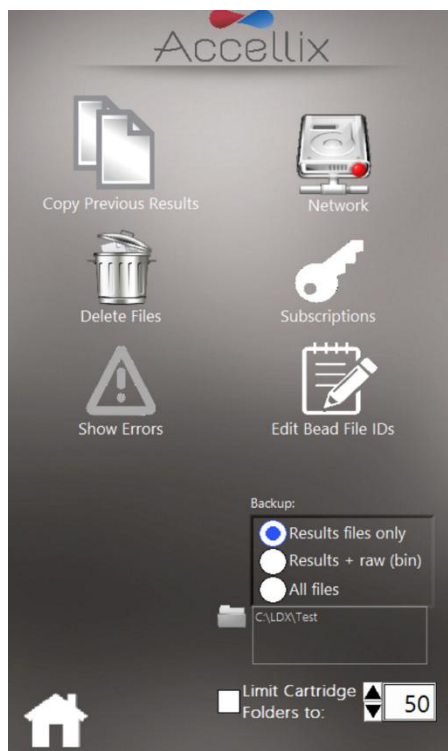 Accellix
Copy Previous Results
Network
Delete Files
Subscriptions
Show Errors
Edit Bead File IDs
Backup:
Results files only
Results + raw (bin)
All files
C:\LDX\Test
Limit Cartridge
Folders to:
50